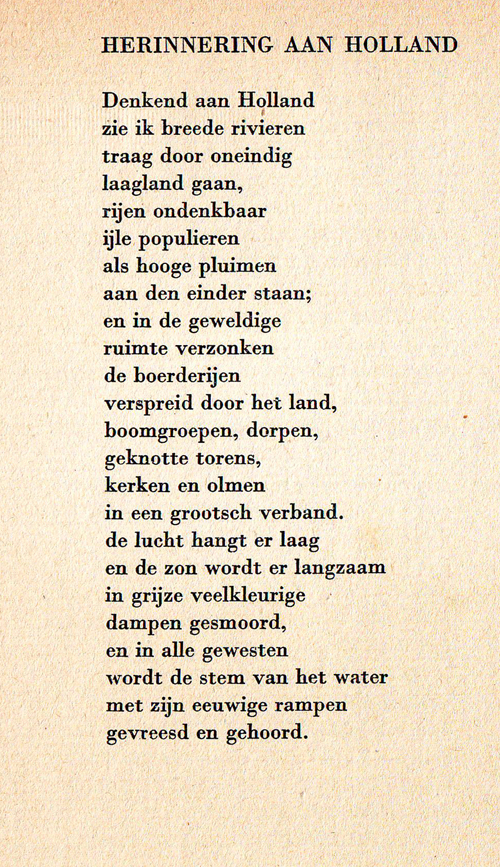 HERINNERING AAN HOLLAND
Denkend aan Holland
zie ik breede rivieren
traag door oneindig
laagland gaan,
rijen ondenkbaar
ijle populieren
als hooge pluimen
aan den einder staan;
en in de geweldige
ruimte verzonken
de boerderijen
verspreid door het land,
boomgroepen, dorpen,
geknotte torens,
kerken en olmen
in een grootsch verband.
de lucht hangt er laag
en de zon wordt er langzaam
in grijze veelkleurige
dampen gesmoord,
en in alle gewesten
wordt de stem van het water
met zijn eeuwige rampen
gevreesd en gehoord.